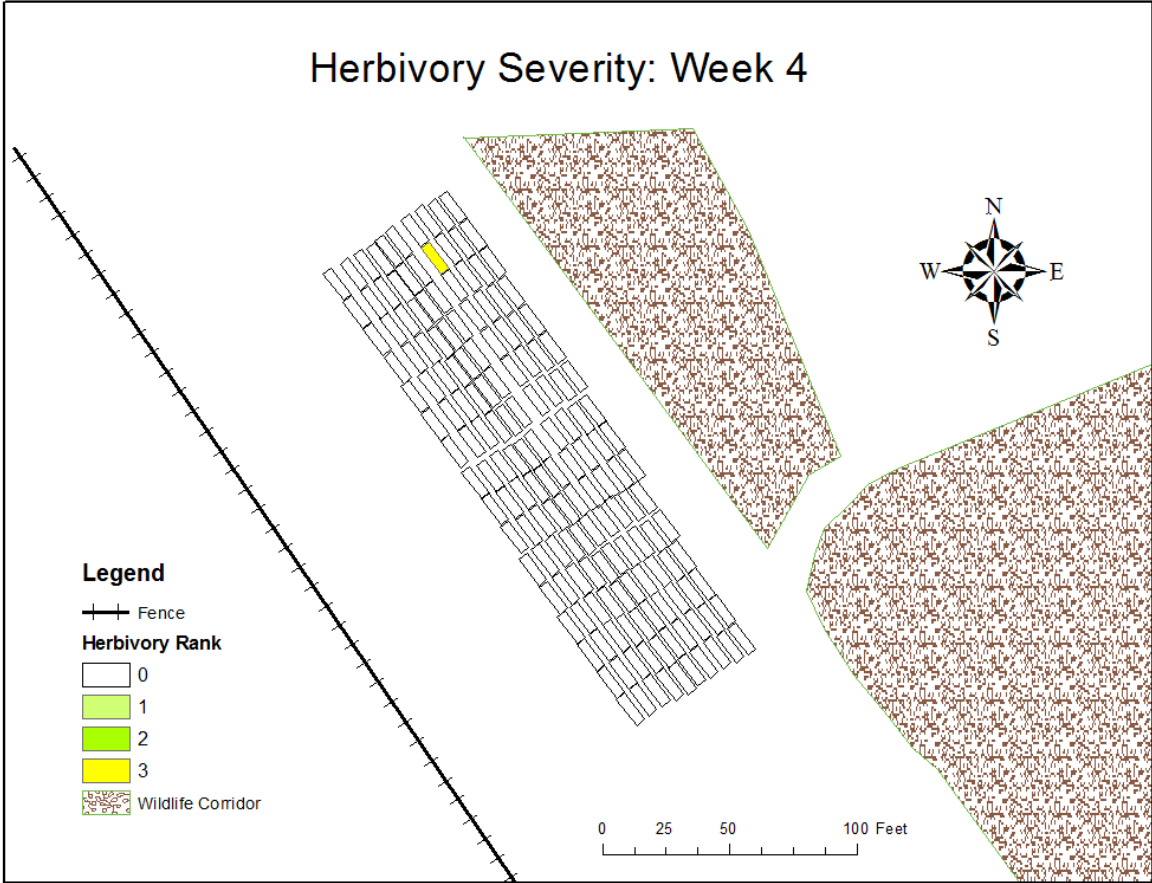 Herbivory Severity: Week 4
N
W E
S
Legend
Fence
Herbivory Rank
0
1
2
3
Wildlife Corridor
0 25 50 100 Feet